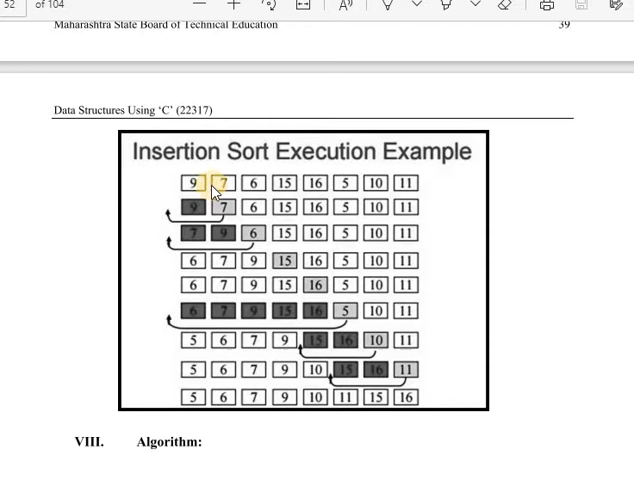 52 of 104
Maharashtra State Board of Technical Education 39
Data Structures Using ‘C’ (22317)
Insertion Sort Execution Example
9 7 6 15 16 5 10 11
9 7 6 15 16 5 10 11
7 9 6 15 16 5 10 11
6 7 9 15 16 5 10 11
6 7 9 15 16 5 10 11
6 7 9 15 16 5 10 11
5 6 7 9 15 16 10 11
5 6 7 9 10 15 16 11
5 6 7 9 10 11 15 16
VIII. Algorithm: